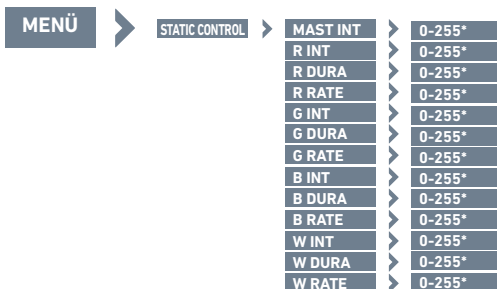 MENÜ STATIC CONTROL MAST INT 0-255*
R INT 0-255*
R DURA 0-255*
R RATE 0-255*
G INT 0-255*
G DURA 0-255*
G RATE 0-255*
B INT 0-255*
B DURA 0-255*
B RATE 0-255*
W INT 0-255*
W DURA 0-255*
W RATE 0-255*